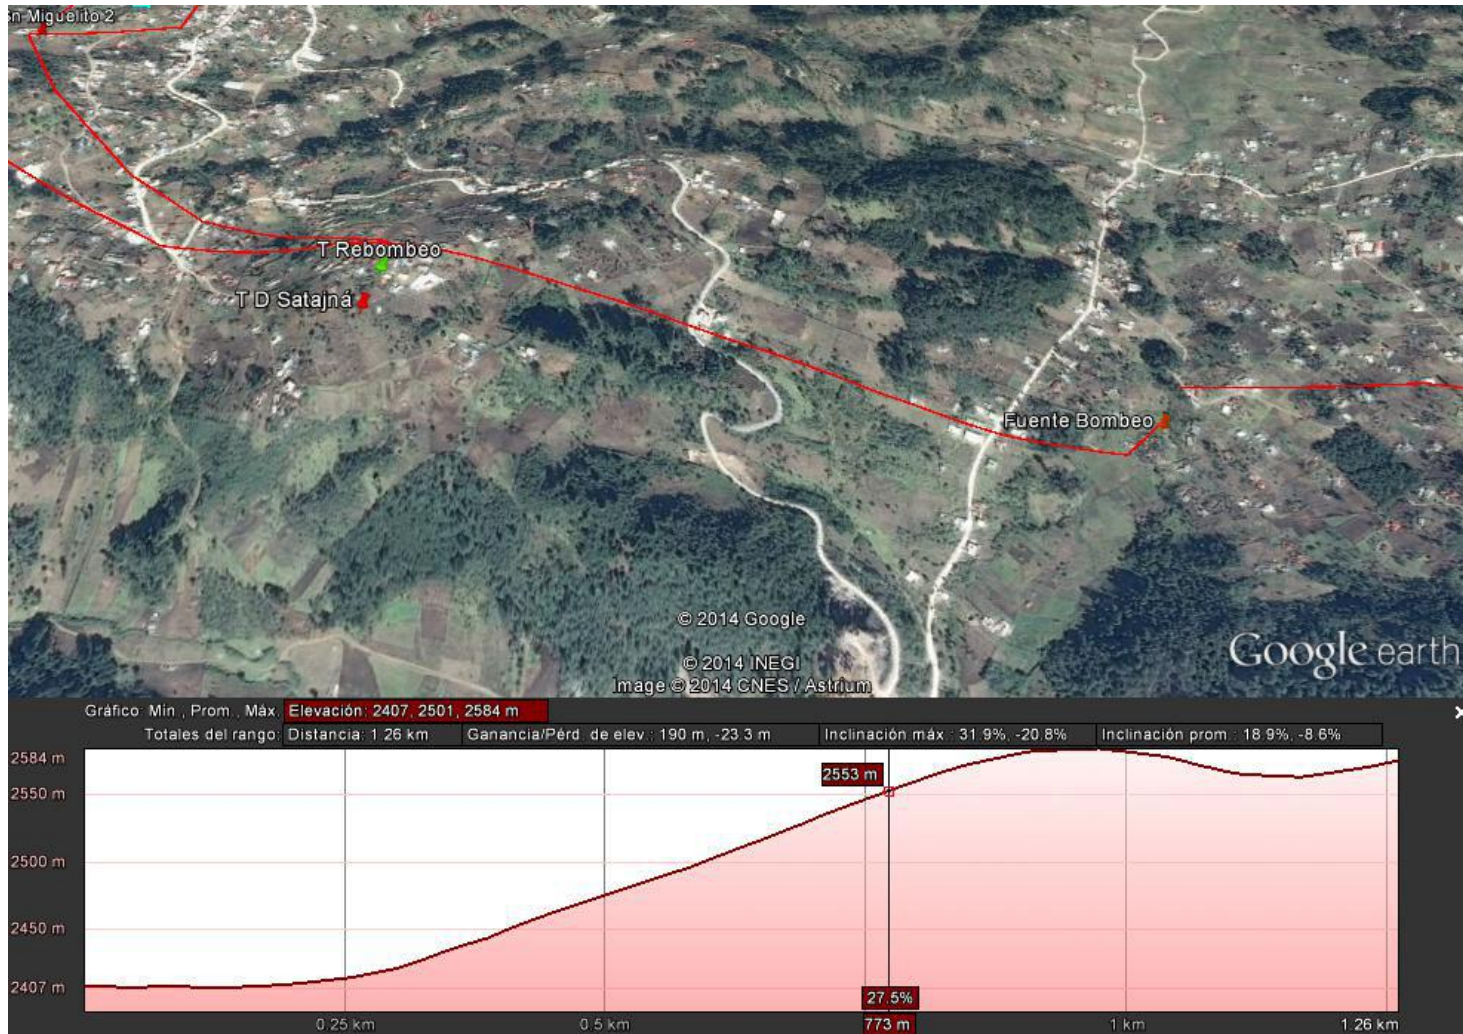 Sn Miguelito 2
T Rebombeo
T D Satajná
Fuente Bombeo
© 2014 Google
© 2014 INEGI
Image © 2014 CNES / Astrium
Google earth
Gráfico: Mín., Prom., Máx. Elevación: 2407, 2501, 2584 m
Totales del rango: Distancia: 1.26 km Ganancia/Pérd. de elev.: 190 m, -23.3 m Inclinación máx.: 31.9%, -20.8% Inclinación prom.: 18.9%, -8.6%
2584 m
2553 m
2550 m
2500 m
2450 m
2407 m
27.5%
0.25 km 0.5 km 773 m 1 km 1.26 km